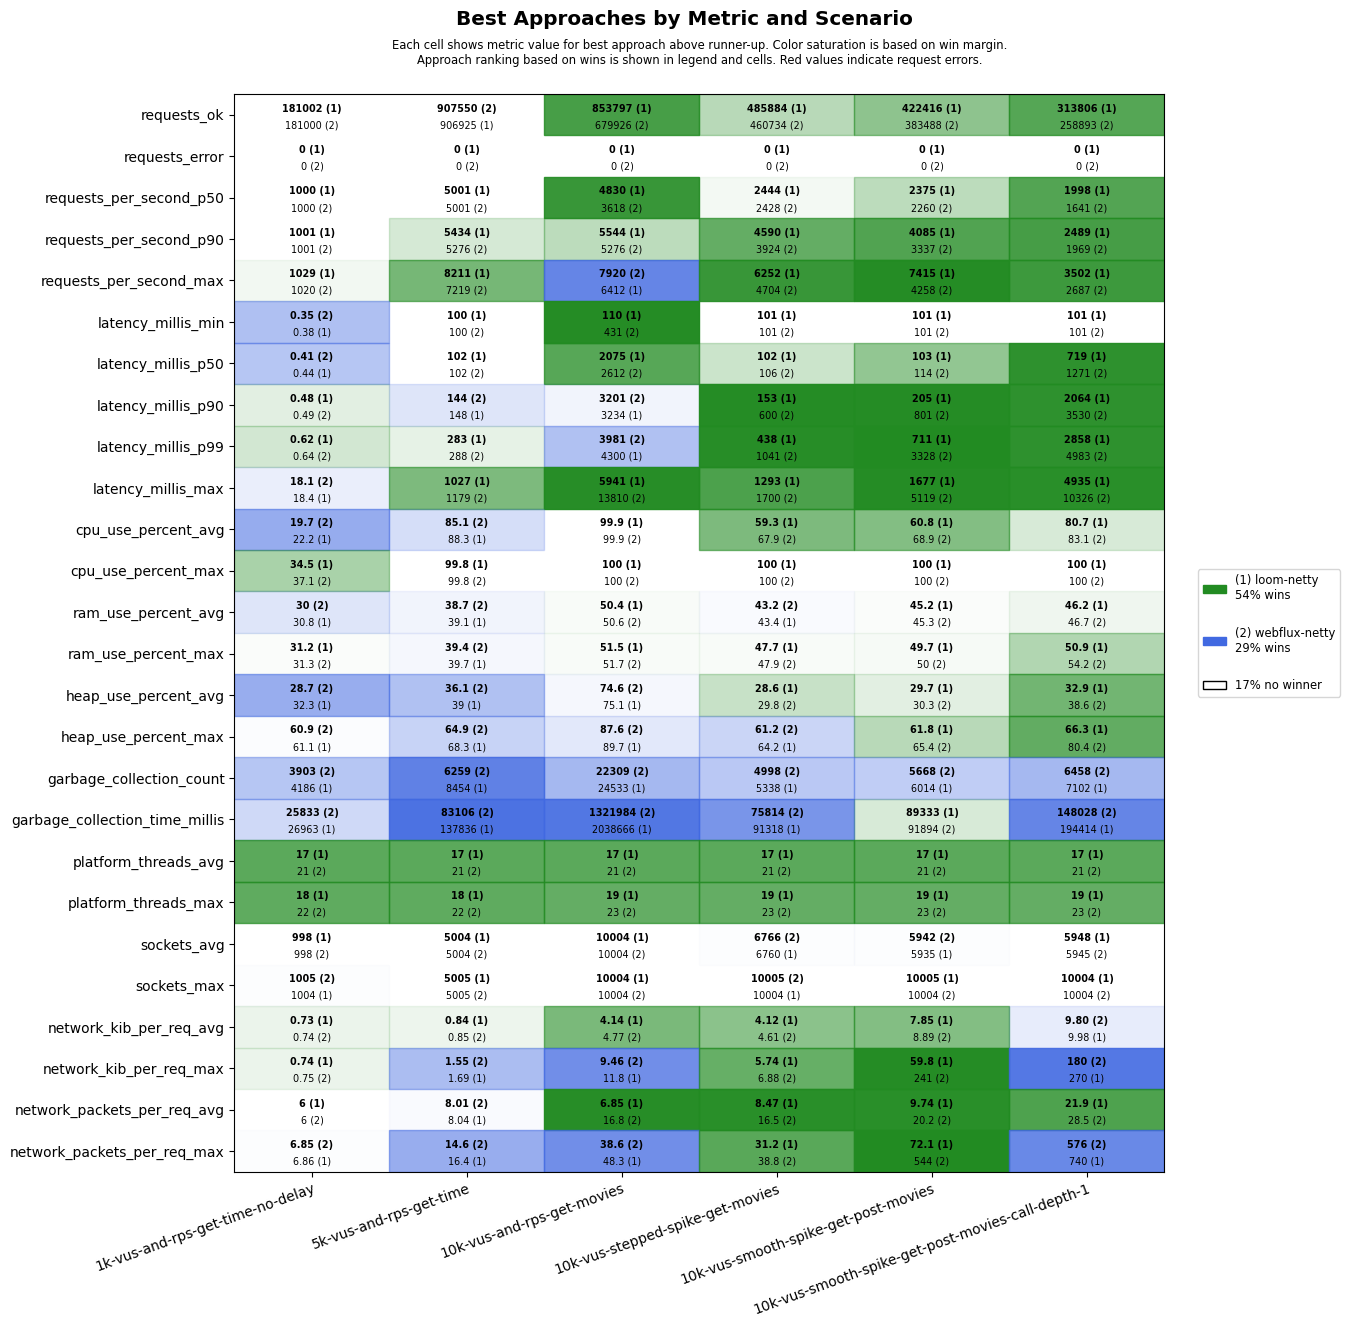 Best Approaches by Metric and Scenario
Each cell shows metric value for best approach above runner-up. Color saturation is based on win margin.
Approach ranking based on wins is shown in legend and cells. Red values indicate request errors.
requests_ok
181002 (1) 907550 (2) 853797 (1) 485884 (1) 422416 (1) 313806 (1)
181000 (2) 906925 (1) 679926 (2) 460734 (2) 383488 (2) 258893 (2)
requests_error
0 (1) 0 (1) 0 (1) 0 (1) 0 (1) 0 (1)
0 (2) 0 (2) 0 (2) 0 (2) 0 (2) 0 (2)
requests_per_second_p50
1000 (1) 5001 (1) 4830 (1) 2444 (1) 2375 (1) 1998 (1)
1000 (2) 5001 (2) 3618 (2) 2428 (2) 2260 (2) 1641 (2)
requests_per_second_p90
1001 (1) 5434 (1) 5544 (1) 4590 (1) 4085 (1) 2489 (1)
1001 (2) 5276 (2) 5276 (2) 3924 (2) 3337 (2) 1969 (2)
requests_per_second_max
1029 (1) 8211 (1) 7920 (2) 6252 (1) 7415 (1) 3502 (1)
1020 (2) 7219 (2) 6412 (1) 4704 (2) 4258 (2) 2687 (2)
latency_millis_min
0.35 (2) 100 (1) 110 (1) 101 (1) 101 (1) 101 (1)
0.38 (1) 100 (2) 431 (2) 101 (2) 101 (2) 101 (2)
latency_millis_p50
0.41 (2) 102 (1) 2075 (1) 102 (1) 103 (1) 719 (1)
0.44 (1) 102 (2) 2612 (2) 106 (2) 114 (2) 1271 (2)
latency_millis_p90
0.48 (1) 144 (2) 3201 (2) 153 (1) 205 (1) 2064 (1)
0.49 (2) 148 (1) 3234 (1) 600 (2) 801 (2) 3530 (2)
latency_millis_p99
0.62 (1) 283 (1) 3981 (2) 438 (1) 711 (1) 2858 (1)
0.64 (2) 288 (2) 4300 (1) 1041 (2) 3328 (2) 4983 (2)
latency_millis_max
18.1 (2) 1027 (1) 5941 (1) 1293 (1) 1677 (1) 4935 (1)
18.4 (1) 1179 (2) 13810 (2) 1700 (2) 5119 (2) 10326 (2)
cpu_use_percent_avg
19.7 (2) 85.1 (2) 99.9 (1) 59.3 (1) 60.8 (1) 80.7 (1)
22.2 (1) 88.3 (1) 99.9 (2) 67.9 (2) 68.9 (2) 83.1 (2)
cpu_use_percent_max
34.5 (1) 99.8 (1) 100 (1) 100 (1) 100 (1) 100 (1)
37.1 (2) 99.8 (2) 100 (2) 100 (2) 100 (2) 100 (2)
ram_use_percent_avg
30 (2) 38.7 (2) 50.4 (1) 43.2 (2) 45.2 (1) 46.2 (1)
30.8 (1) 39.1 (1) 50.6 (2) 43.4 (1) 45.3 (2) 46.7 (2)
ram_use_percent_max
31.2 (1) 39.4 (2) 51.5 (1) 47.7 (1) 49.7 (1) 50.9 (1)
31.3 (2) 39.7 (1) 51.7 (2) 47.9 (2) 50 (2) 54.2 (2)
heap_use_percent_avg
28.7 (2) 36.1 (2) 74.6 (2) 28.6 (1) 29.7 (1) 32.9 (1)
32.3 (1) 39 (1) 75.1 (1) 29.8 (2) 30.3 (2) 38.6 (2)
heap_use_percent_max
60.9 (2) 64.9 (2) 87.6 (2) 61.2 (2) 61.8 (1) 66.3 (1)
61.1 (1) 68.3 (1) 89.7 (1) 64.2 (1) 65.4 (2) 80.4 (2)
garbage_collection_count
3903 (2) 6259 (2) 22309 (2) 4998 (2) 5668 (2) 6458 (2)
4186 (1) 8454 (1) 24533 (1) 5338 (1) 6014 (1) 7102 (1)
garbage_collection_time_millis
25833 (2) 83106 (2) 1321984 (2) 75814 (2) 89333 (1) 148028 (2)
26963 (1) 137836 (1) 2038666 (1) 91318 (1) 91894 (2) 194414 (1)
platform_threads_avg
17 (1) 17 (1) 17 (1) 17 (1) 17 (1) 17 (1)
21 (2) 21 (2) 21 (2) 21 (2) 21 (2) 21 (2)
platform_threads_max
18 (1) 18 (1) 19 (1) 19 (1) 19 (1) 19 (1)
22 (2) 22 (2) 23 (2) 23 (2) 23 (2) 23 (2)
sockets_avg
998 (1) 5004 (1) 10004 (1) 6766 (2) 5942 (2) 5948 (1)
998 (2) 5004 (2) 10004 (2) 6760 (1) 5935 (1) 5945 (2)
sockets_max
1005 (2) 5005 (1) 10004 (1) 10005 (2) 10005 (1) 10004 (1)
1004 (1) 5005 (2) 10004 (2) 10004 (1) 10004 (2) 10004 (2)
network_kib_per_req_avg
0.73 (1) 0.84 (1) 4.14 (1) 4.12 (1) 7.85 (1) 9.80 (2)
0.74 (2) 0.85 (2) 4.77 (2) 4.61 (2) 8.89 (2) 9.98 (1)
network_kib_per_req_max
0.74 (1) 1.55 (2) 9.46 (2) 5.74 (1) 59.8 (1) 180 (2)
0.75 (2) 1.69 (1) 11.8 (1) 6.88 (2) 241 (2) 270 (1)
network_packets_per_req_avg
6 (1) 8.01 (2) 6.85 (1) 8.47 (1) 9.74 (1) 21.9 (1)
6 (2) 8.04 (1) 16.8 (2) 16.5 (2) 20.2 (2) 28.5 (2)
network_packets_per_req_max
6.85 (2) 14.6 (2) 38.6 (2) 31.2 (1) 72.1 (1) 576 (2)
6.86 (1) 16.4 (1) 48.3 (1) 38.8 (2) 544 (2) 740 (1)
1k-vus-and-rps-get-time-no-delay
5k-vus-and-rps-get-time
10k-vus-and-rps-get-movies
10k-vus-stepped-spike-get-movies
10k-vus-smooth-spike-get-post-movies
10k-vus-smooth-spike-get-post-movies-call-depth-1
(1) loom-netty
54% wins
(2) webflux-netty
29% wins
17% no winner